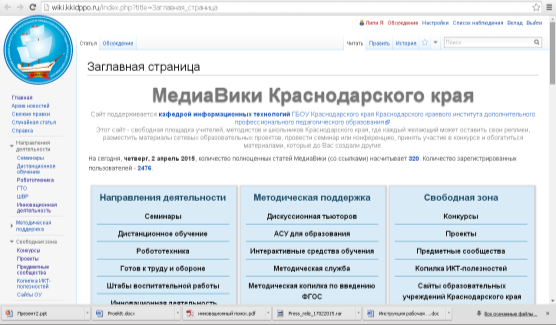 wiki.kkidppo.ru/index.php?title=Заглавная_страница
Лапи Я Обсуждение Настройки Список наблюдения Вклад Выйти
Статья Обсуждение Читать Править История Поиск
Заглавная страница
МедиаВики Краснодарского края
Сайт поддерживается кафедрой информационных технологий ГБОУ Краснодарского края Краснодарского краевого института дополнительного
профессионального педагогического образования
Этот сайт - свободная площадка учителей, методистов и школьников Краснодарского края, где каждый желающий может оставить свои реплики,
разместить материалы сетевых образовательных проектов, провести семинар или конференцию, принять участие в конкурсе и обогатиться
материалами, которые до Вас создали другие.
На сегодня, четверг, 2 апрель 2015, количество полноценных статей МедиаВики (со ссылками) насчитывает 320. Количество зарегистрированных
пользователей - 2476.
Главная
Архив новостей
Свежие правки
Случайная статья
Справка
Направления
деятельности
Семинары
Дистанционное
обучение
Робототехника
ГТО
ШВР
Инновационная
деятельность
Методическая
поддержка
Свободная зона
Конкурсы
Проекты
Предметные
сообщества
Копилка ИКТ-
полезностей
Сайты ОУ
Направления деятельности
Семинары
Дистанционное обучение
Робототехника
Готов к труду и обороне
Штабы воспитательной работы
Инновационная деятельность
Методическая поддержка
Дискуссионная тьюторов
АСУ для образования
Интерактивные средства обучения
Методическая служба
Методическая копилка по введению
ФГОС
Свободная зона
Конкурсы
Проекты
Предметные сообщества
Копилка ИКТ-полезностей
Сайты образовательных
учреждений Краснодарского края
Презент2.ppt Proekt6.docx инновационный поиск.pdf Press_relis_17022015.rar Инструкции рабочая....doc Все скачанные файлы...